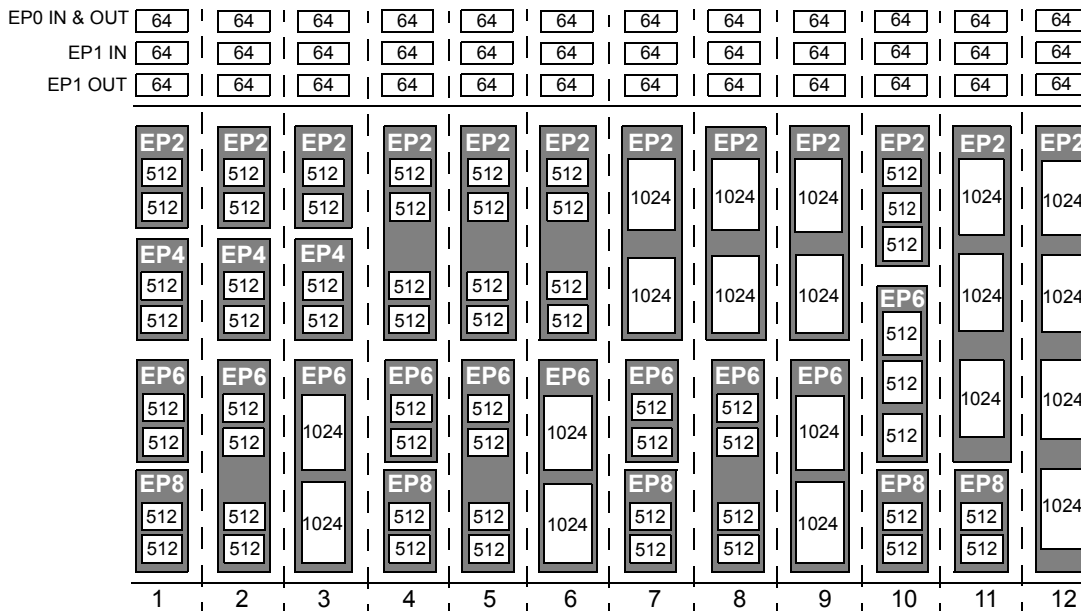 EP0 IN & OUT 64 64 64 64 64 64 64 64 64 64 64 64
EP1 IN 64 64 64 64 64 64 64 64 64 64 64 64
EP1 OUT 64 64 64 64 64 64 64 64 64 64 64 64
EP2 EP2 EP2 EP2 EP2 EP2 EP2 EP2 EP2 EP2 EP2 EP2
512 512 512 512 512 512 512
1024 1024 1024 1024 1024
512 512 512 512 512 512 512
512
EP4 EP4 EP4
512 512 512 512 512 512
1024 1024 1024 1024 1024
EP6
512 512 512 512 512 512 512
EP6 EP6 EP6 EP6 EP6 EP6 EP6 EP6 EP6 512
1024 1024
512 512 512 512 512 512
1024 1024 1024
512 512 512 512 512 512 512
EP8 EP8 EP8 EP8 EP8
512 512 1024 512 512 1024 512 512 1024 512 512 1024
512 512 512 512 512 512 512 512
1 2 3 4 5 6 7 8 9 10 11 12